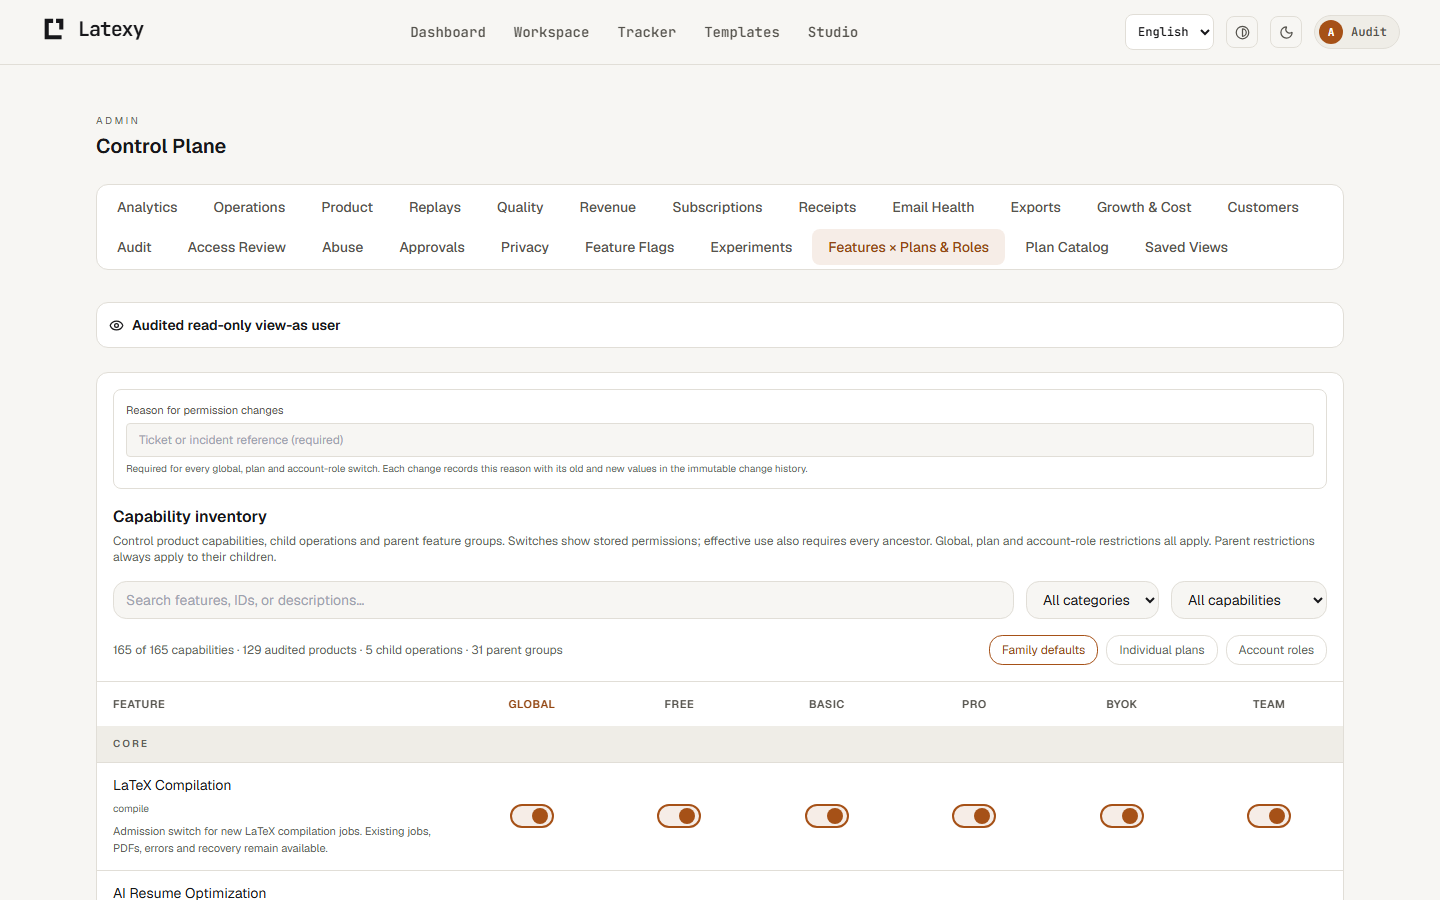 Latexy
Dashboard Workspace Tracker Templates Studio
English
A Audit
ADMIN
Control Plane
Analytics Operations Product Replays Quality Revenue Subscriptions Receipts Email Health Exports Growth & Cost Customers
Audit Access Review Abuse Approvals Privacy Feature Flags Experiments Features × Plans & Roles Plan Catalog Saved Views
Audited read-only view-as user
Reason for permission changes
Ticket or incident reference (required)
Required for every global, plan and account-role switch. Each change records this reason with its old and new values in the immutable change history.
Capability inventory
Control product capabilities, child operations and parent feature groups. Switches show stored permissions; effective use also requires every ancestor. Global, plan and account-role restrictions all apply. Parent restrictions
always apply to their children.
Search features, IDs, or descriptions...
All categories
All capabilities
165 of 165 capabilities · 129 audited products · 5 child operations · 31 parent groups
Family defaults Individual plans Account roles
FEATURE GLOBAL FREE BASIC PRO BYOK TEAM
CORE
LaTeX Compilation
compile
Admission switch for new LaTeX compilation jobs. Existing jobs,
PDFs, errors and recovery remain available.
AI Resume Optimization